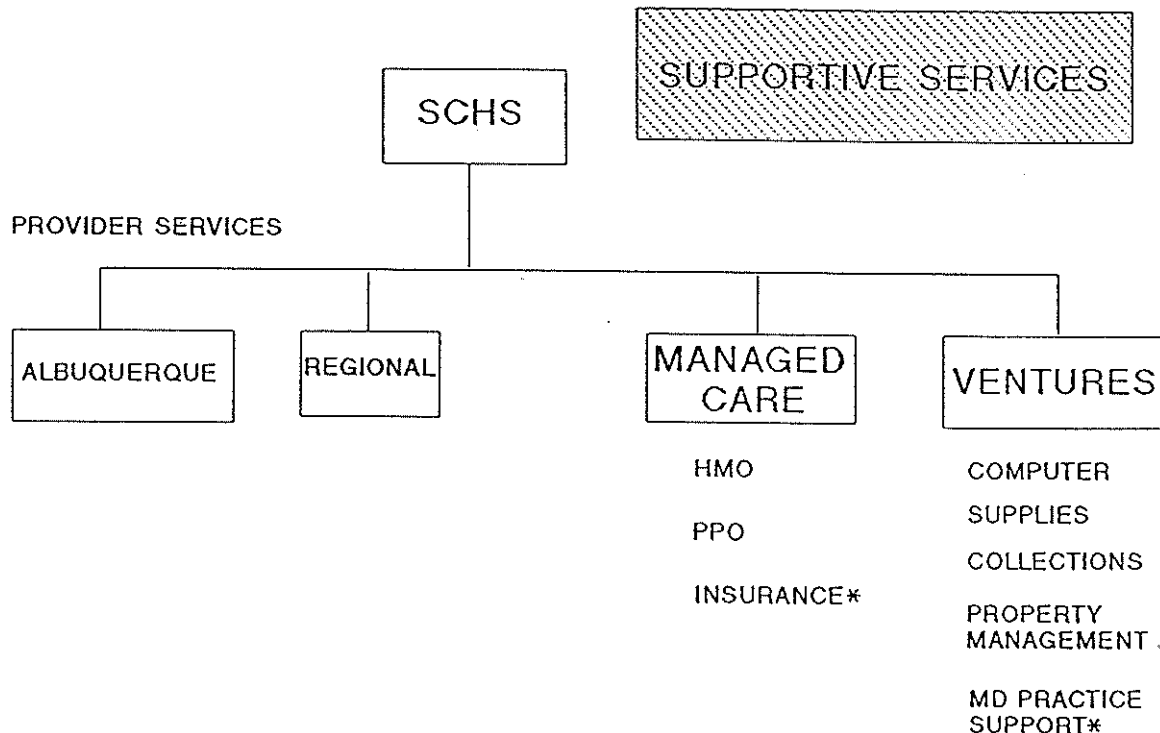 SUPPORTIVE SERVICES
SCHS
PROVIDER SERVICES
ALBUQUERQUE
REGIONAL
MANAGED
CARE
VENTURES
HMO
PPO
INSURANCE*
COMPUTER
SUPPLIES
COLLECTIONS
PROPERTY
MANAGEMENT
MD PRACTICE
SUPPORT*